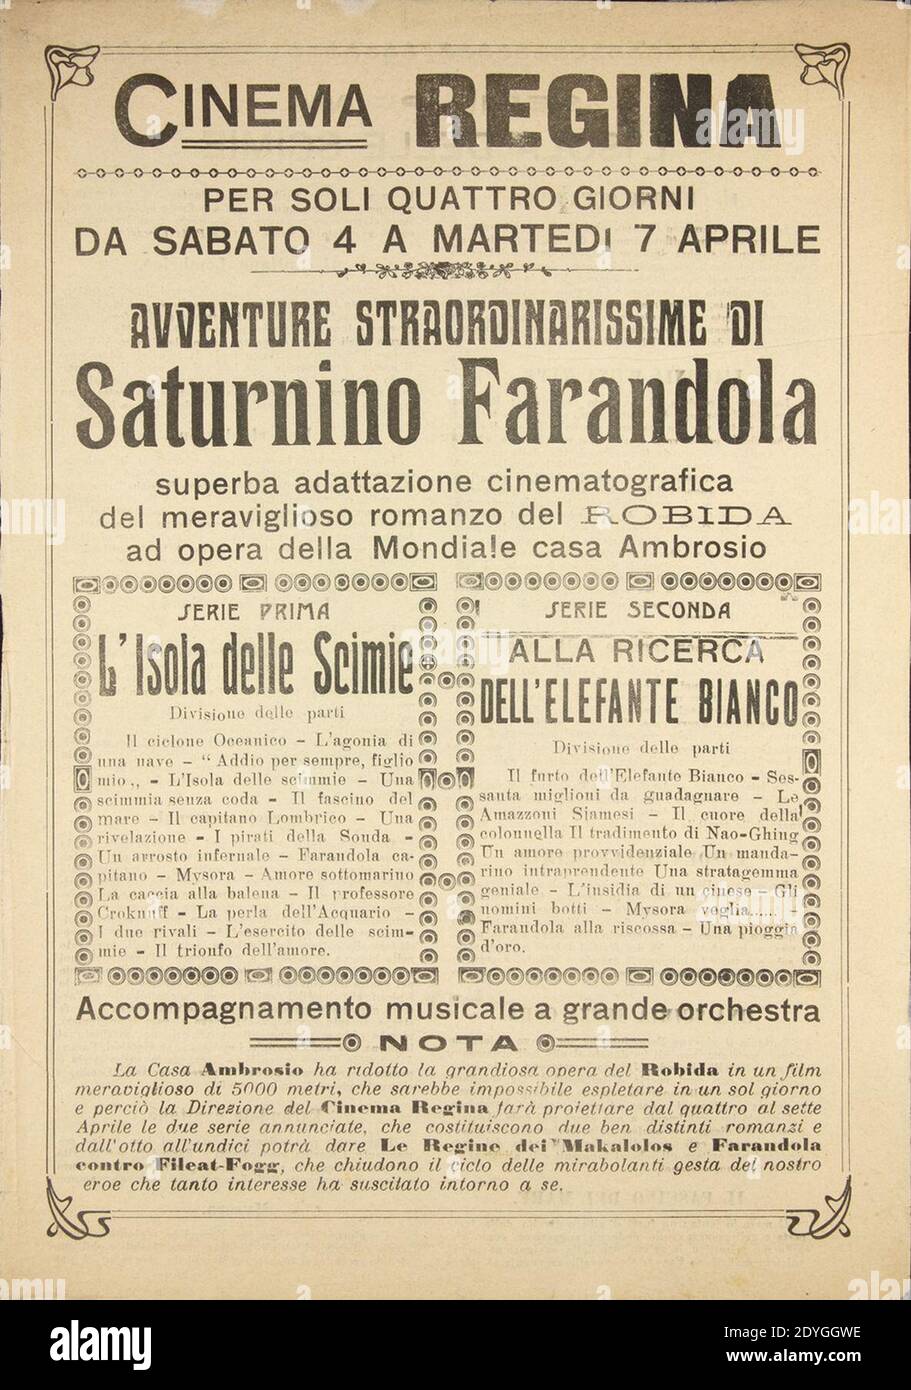 CINEMA REGINA
PER SOLI QUATTRO GIORNI
DA SABATO 4 A MARTEDI 7 APRILE
AVVENTURE STRAORDINARISSIME DI
Saturnino Farandola
superba adattazione cinematografica
del meraviglioso romanzo del ROBIDA
ad opera della Mondiale casa Ambrosio
SERIE PRIMA
L'Isola delle Scimie
Divisione delle parti
Il ciclone Oceanico - L'agonia di
una nave - "Addio per sempre, figlio
mio,, - L'Isola delle scimmie - Una
scimmia senza coda - Il fascino del
mare - Il capitano Lombrico - Una
rivelazione - I pirati della Sonda -
Un arrosto infernale - Farandola ca-
pitano - Mysora - Amore sottomarino
La caccia alla balena - Il professore
Croknuff - La perla dell'Acquario -
I due rivali - L'esercito delle scim-
mie - Il trionfo dell'amore.
SERIE SECONDA
ALLA RICERCA
DELL'ELEFANTE BIANCO
Divisione delle parti
Il furto dell'Elefante Bianco - Ses-
santa miglioni da guadagnare - Le
Amazzoni Siamesi - Il cuore della
colonnella Il tradimento di Nao-Ghing
Un amore provvidenziale Un manda-
rino intraprendente Una stratagemma
geniale - L'insidia di un cinese - Gli
uomini botti - Mysora veglia..... -
Farandola alla riscossa - Una pioggia
d'oro.
Accompagnamento musicale a grande orchestra
NOTA
La Casa Ambrosio ha ridotto la grandiosa opera del Robida in un film
meraviglioso di 5000 metri, che sarebbe impossibile espletare in un sol giorno
e perciò la Direzione del Cinema Regina farà proiettare dal quattro al sette
Aprile le due serie annunciate, che costituiscono due ben distinti romanzi e
dall'otto all'undici potrà dare Le Regine dei Makalolos e Farandola
contro Fileat-Fogg, che chiudono il ciclo delle mirabolanti gesta del nostro
eroe che tanto interesse ha suscitato intorno a se.
alamy
Image ID: 2DYGGWE
www.alamy.com